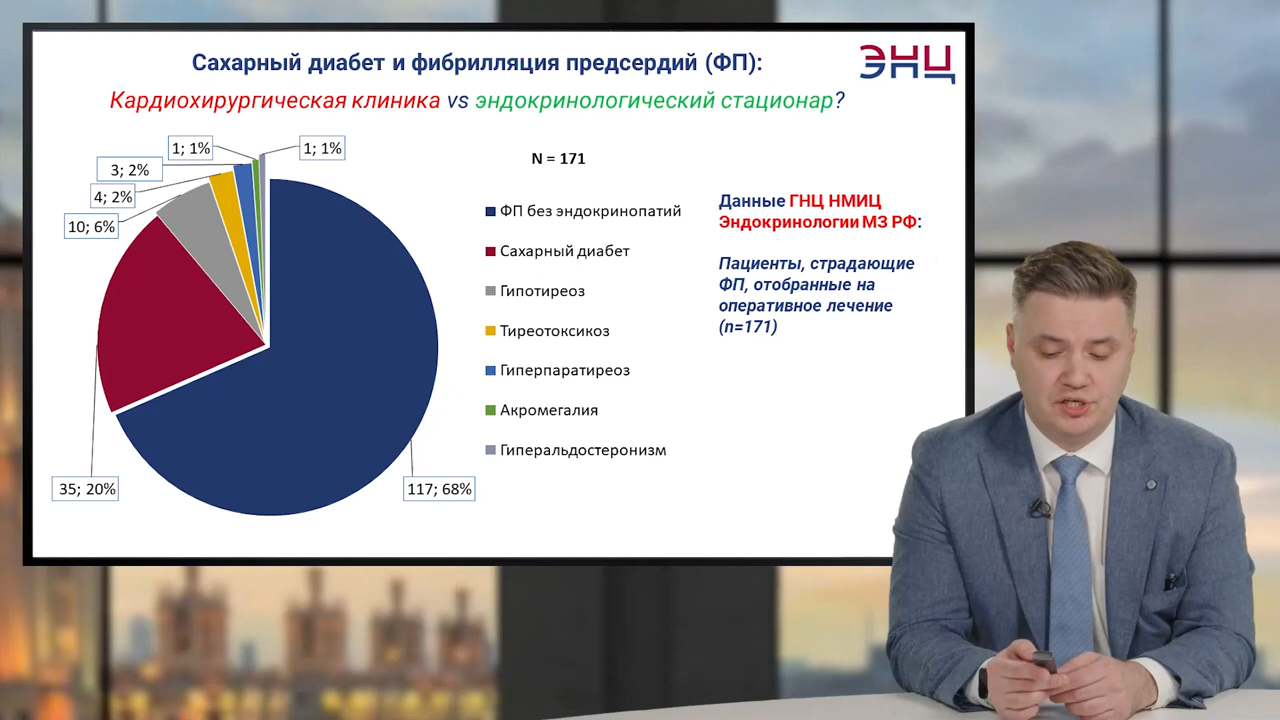 Сахарный диабет и фибрилляция предсердий (ФП):
ЭНЦ
Кардиохирургическая клиника vs эндокринологический стационар?
1; 1%
1; 1%
3; 2%
4; 2%
10; 6%
35; 20%
117; 68%
N = 171
ФП без эндокринопатий
Сахарный диабет
Гипотиреоз
Тиреотоксикоз
Гиперпаратиреоз
Акромегалия
Гиперальдостеронизм
Данные ГНЦ НМИЦ
Эндокринологии МЗ РФ:
Пациенты, страдающие
ФП, отобранные на
оперативное лечение
(n=171)